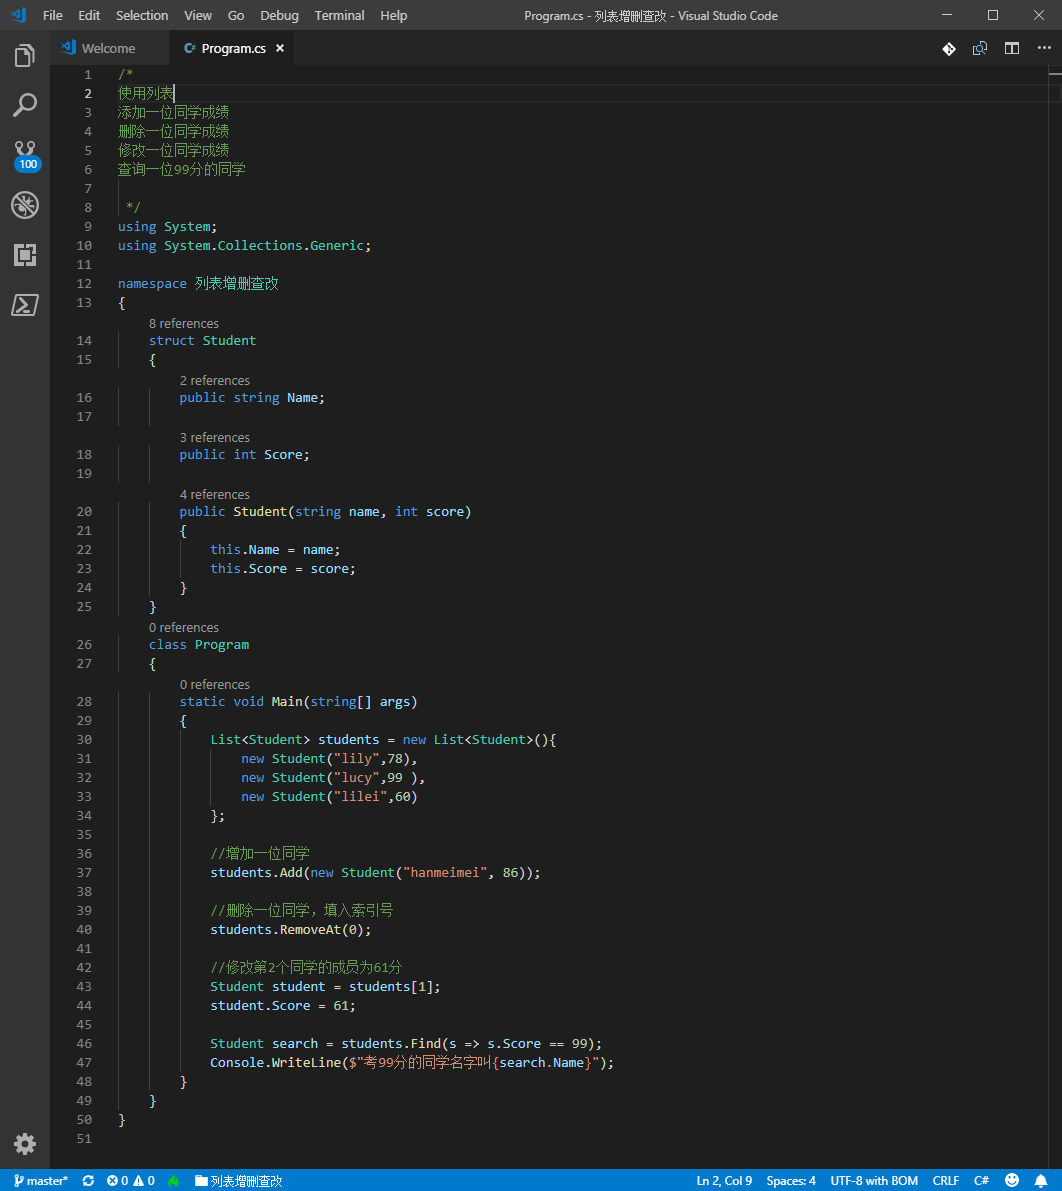 File Edit Selection View Go Debug Terminal Help Program.cs - 列表增删查改 - Visual Studio Code
Welcome Program.cs ×
100
1 /*
2 使用列表
3 添加一位同学成绩
4 删除一位同学成绩
5 修改一位同学成绩
6 查询一位99分的同学
7
8 */
9 using System;
10 using System.Collections.Generic;
11
12 namespace 列表增删查改
13 {
8 references
14 struct Student
15 {
2 references
16 public string Name;
17
3 references
18 public int Score;
19
4 references
20 public Student(string name, int score)
21 {
22 this.Name = name;
23 this.Score = score;
24 }
25 }
0 references
26 class Program
27 {
0 references
28 static void Main(string[] args)
29 {
30 List<Student> students = new List<Student>(){
31 new Student("lily",78),
32 new Student("lucy",99 ),
33 new Student("lilei",60)
34 };
35
36 //增加一位同学
37 students.Add(new Student("hanmeimei", 86));
38
39 //删除一位同学，填入索引号
40 students.RemoveAt(0);
41
42 //修改第2个同学的成员为61分
43 Student student = students[1];
44 student.Score = 61;
45
46 Student search = students.Find(s => s.Score == 99);
47 Console.WriteLine($"考99分的同学名字叫{search.Name}");
48 }
49 }
50 }
51
master* 0 0 列表增删查改 Ln 2, Col 9 Spaces: 4 UTF-8 with BOM CRLF C#